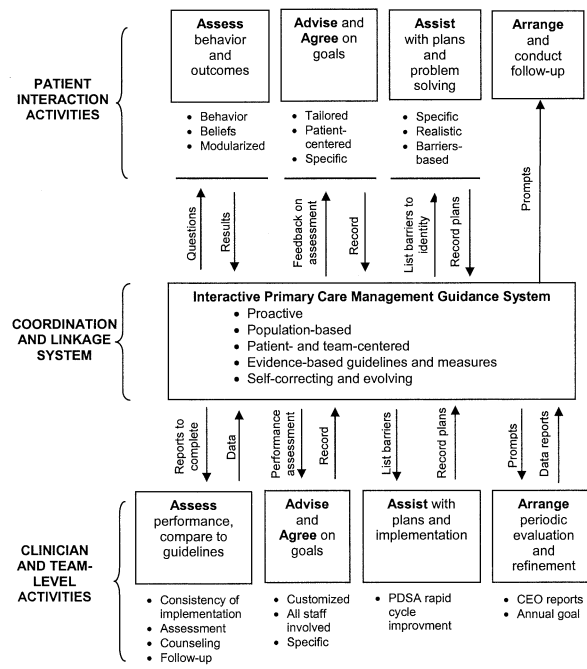 PATIENT
INTERACTION
ACTIVITIES
Assess
behavior
and
outcomes
• Behavior
• Beliefs
• Modularized
Advise and
Agree on
goals
• Tailored
• Patient-
centered
• Specific
Assist
with plans
and
problem
solving
• Specific
• Realistic
• Barriers-
based
Arrange
and
conduct
follow-up
Questions
Results
Feedback on
assessment
Record
List barriers to
identity
Record plans
Prompts
COORDINATION
AND LINKAGE
SYSTEM
Interactive Primary Care Management Guidance System
• Proactive
• Population-based
• Patient- and team-centered
• Evidence-based guidelines and measures
• Self-correcting and evolving
Reports to
complete
Data
Performance
assessment
Record
List barriers
Record plans
Prompts
Data reports
CLINICIAN
AND TEAM-
LEVEL
ACTIVITIES
Assess
performance,
compare to
guidelines
• Consistency of
implementation
• Assessment
• Counseling
• Follow-up
Advise
and
Agree on
goals
• Customized
• All staff
involved
• Specific
Assist with
plans and
implementation
• PDSA rapid
cycle
improvment
Arrange
periodic
evaluation
and
refinement
• CEO reports
• Annual goal